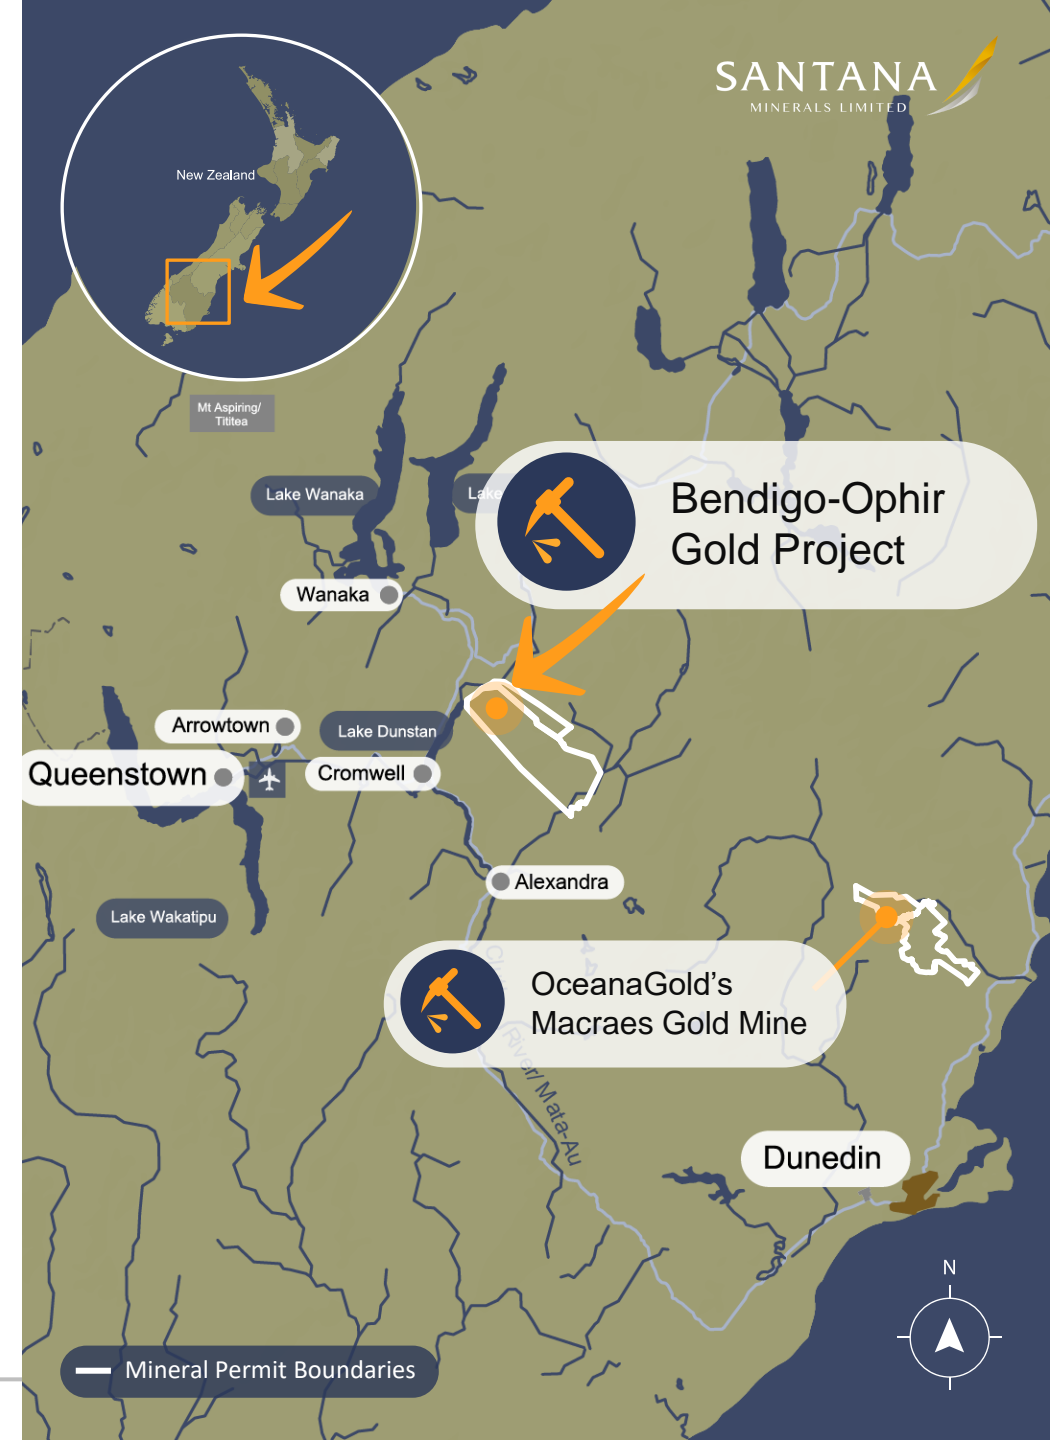 SANTANA
MINERALS LIMITED
New Zealand
Mt Aspiring/
Tititea
Lake Wanaka
Lake
Bendigo-Ophir
Gold Project
Wanaka
Arrowtown
Lake Dunstan
Queenstown
Cromwell
Alexandra
Lake Wakatipu
OceanaGold's
Macraes Gold Mine
River/ Mata-Au
Dunedin
N
Mineral Permit Boundaries